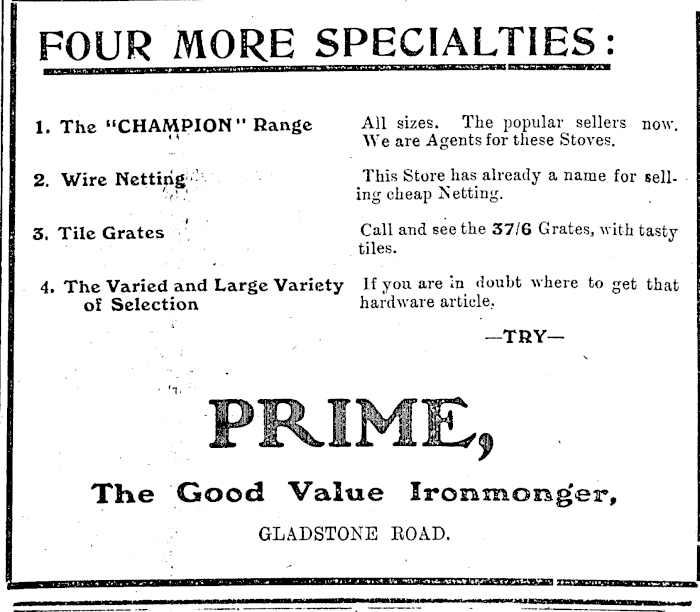 FOUR MORE SPECIALTIES:
1. The "CHAMPION" Range
All sizes. The popular sellers now.
We are Agents for these Stoves.
2. Wire Netting
This Store has already a name for sell-
ing cheap Netting.
3. Tile Grates
Call and see the 37/6 Grates, with tasty
tiles.
4. The Varied and Large Variety
of Selection
If you are in doubt where to get that
hardware article,
—TRY—
PRIME,
The Good Value Ironmonger,
GLADSTONE ROAD.